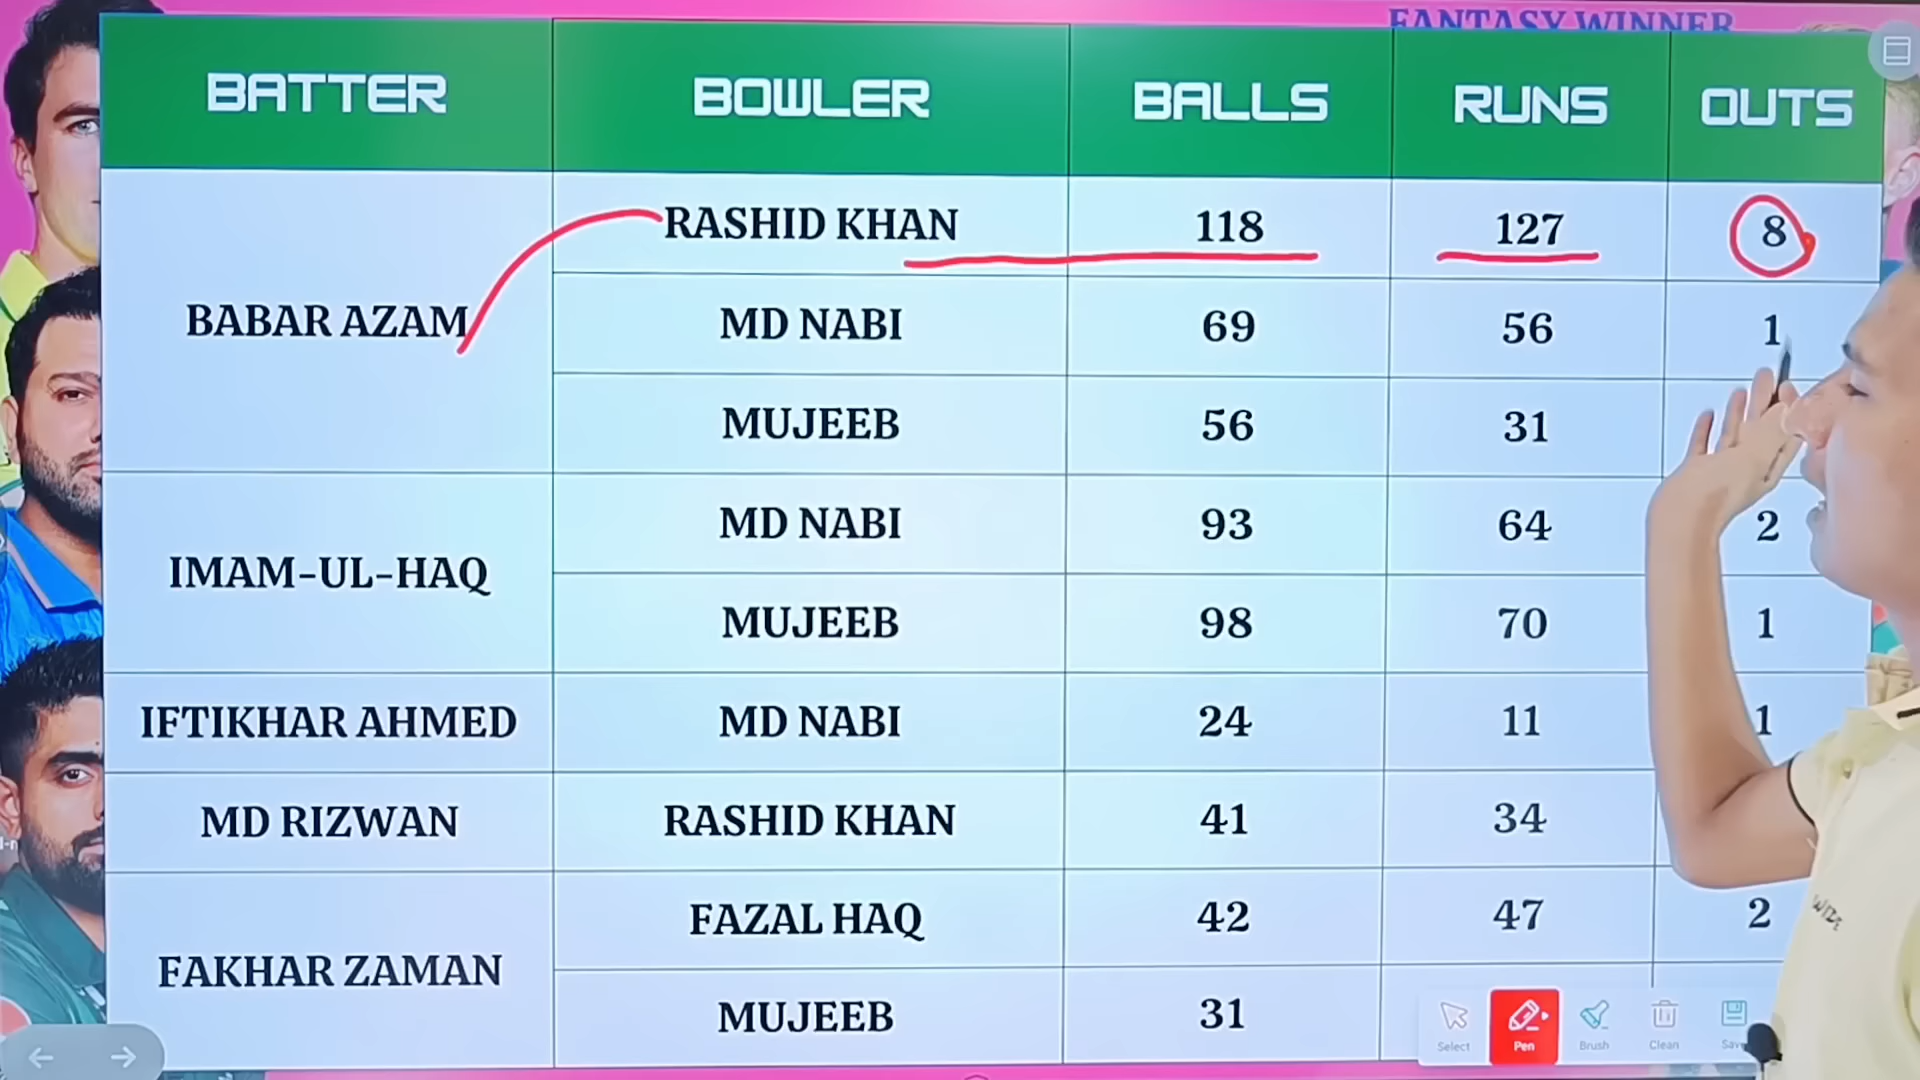 FANTASY WINNER
BATTER BOWLER BALLS RUNS OUTS
BABAR AZAM RASHID KHAN 118 127 8
MD NABI 69 56 1
MUJEEB 56 31
IMAM-UL-HAQ MD NABI 93 64 2
MUJEEB 98 70 1
IFTIKHAR AHMED MD NABI 24 11 1
MD RIZWAN RASHID KHAN 41 34
FAKHAR ZAMAN FAZAL HAQ 42 47 2
MUJEEB 31
Select Pen Brush Clean